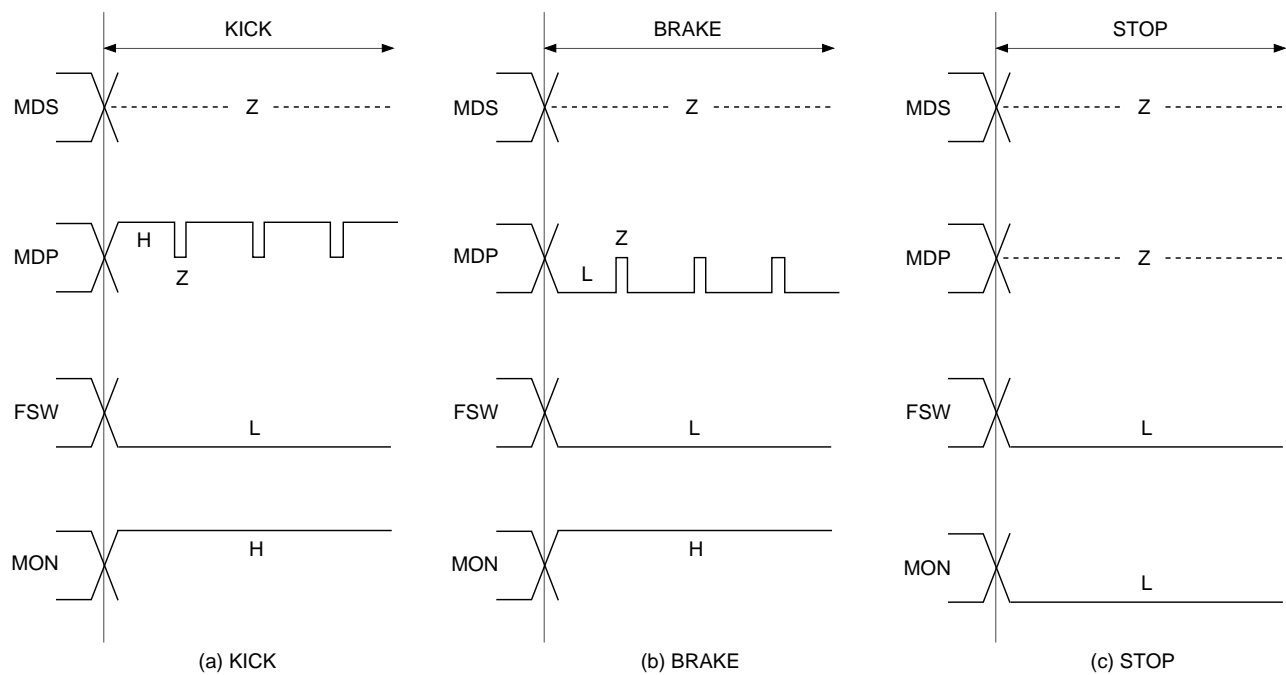 KICK
MDS
Z
MDP
H
Z
FSW
L
MON
H
(a) KICK
BRAKE
MDS
Z
MDP
Z
L
FSW
L
MON
H
(b) BRAKE
STOP
MDS
Z
MDP
Z
FSW
L
MON
L
(c) STOP